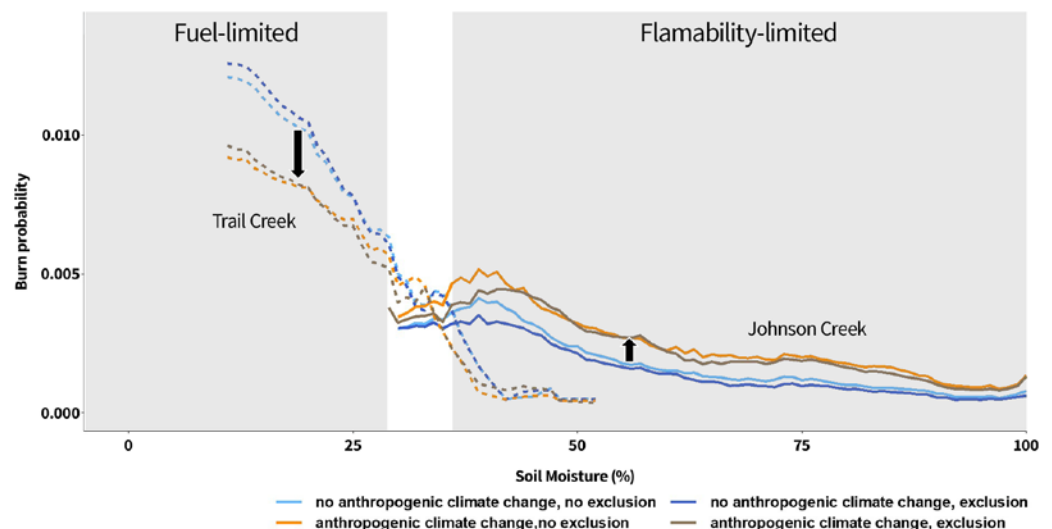 Fuel-limited
Flamability-limited
0.010
0.005
0.000
Burn probability
Trail Creek
Johnson Creek
0
25
50
75
100
Soil Moisture (%)
no anthropogenic climate change, no exclusion
no anthropogenic climate change, exclusion
anthropogenic climate change,no exclusion
anthropogenic climate change, exclusion